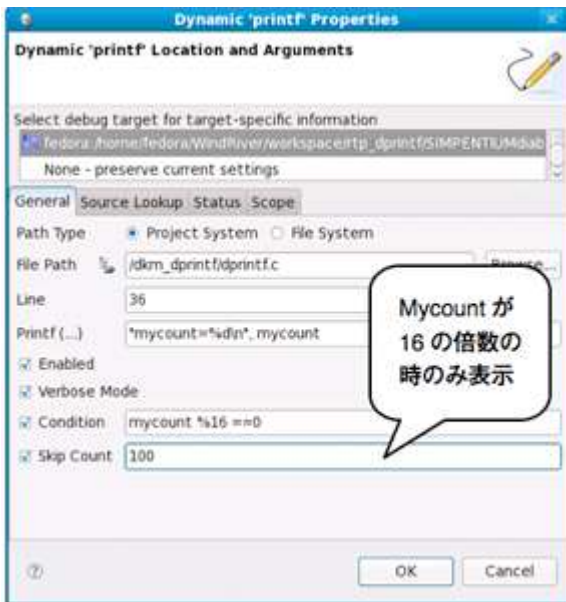 Dynamic 'printf' Properties
Dynamic 'printf' Location and Arguments
Select debug target for target-specific information
fedora:/home/fedora/WindRiver/workspace/rtp_dprintf/SIMPENTIUMdiab
None - preserve current settings
General Source Lookup Status Scope
Path Type Project System File System
File Path /dkm_dprintf/dprintf.c Browse...
Line 36
Printf (...) "mycount=%d\n", mycount
Enabled
Verbose Mode
Condition mycount %16 ==0
Skip Count 100
Mycount が
16 の倍数の
時のみ表示
OK Cancel